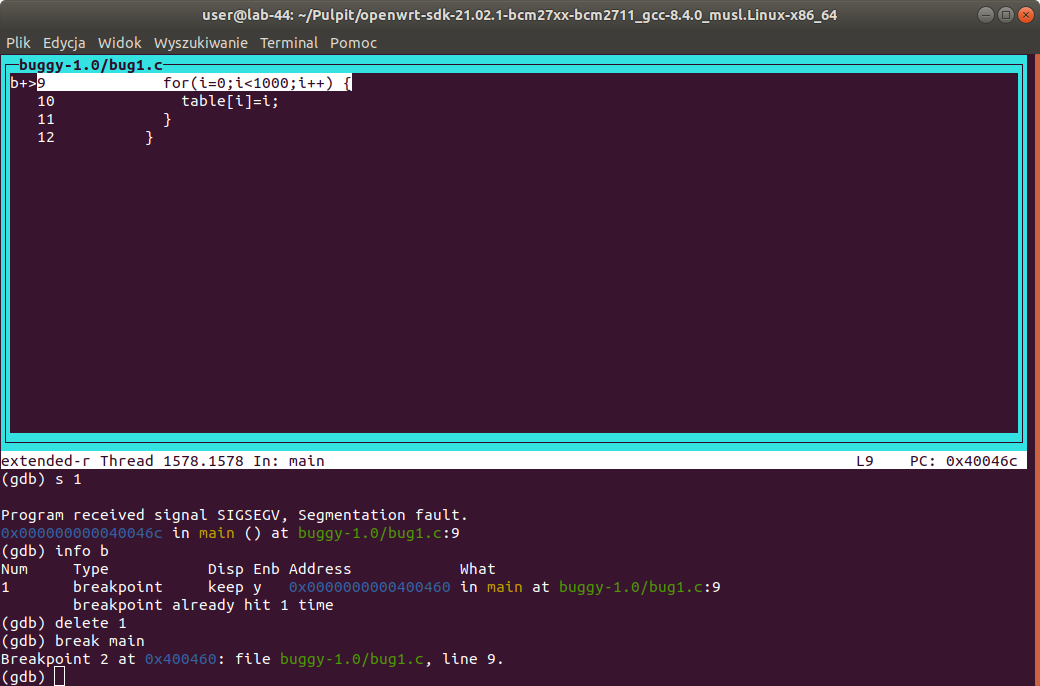 user@lab-44: ~/Pulpit/openwrt-sdk-21.02.1-bcm27xx-bcm2711_gcc-8.4.0_musl.Linux-x86_64
Plik Edycja Widok Wyszukiwanie Terminal Pomoc
buggy-1.0/bug1.c
b+>9             for(i=0;i<1000;i++) {
   10              table[i]=i;
   11            }
   12          }
extended-r Thread 1578.1578 In: main                                                           L9    PC: 0x40046c
(gdb) s 1
Program received signal SIGSEGV, Segmentation fault.
0x000000000040046c in main () at buggy-1.0/bug1.c:9
(gdb) info b
Num     Type           Disp Enb Address            What
1       breakpoint     keep y   0x0000000000400460 in main at buggy-1.0/bug1.c:9
        breakpoint already hit 1 time
(gdb) delete 1
(gdb) break main
Breakpoint 2 at 0x400460: file buggy-1.0/bug1.c, line 9.
(gdb)